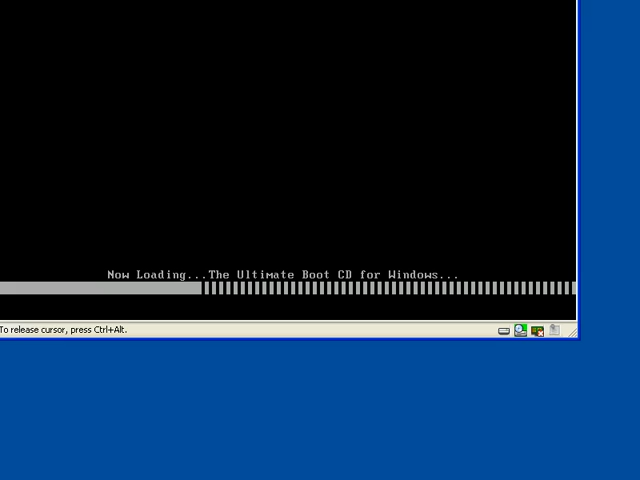 Now Loading...The Ultimate Boot CD for Windows...
To release cursor, press Ctrl+Alt.